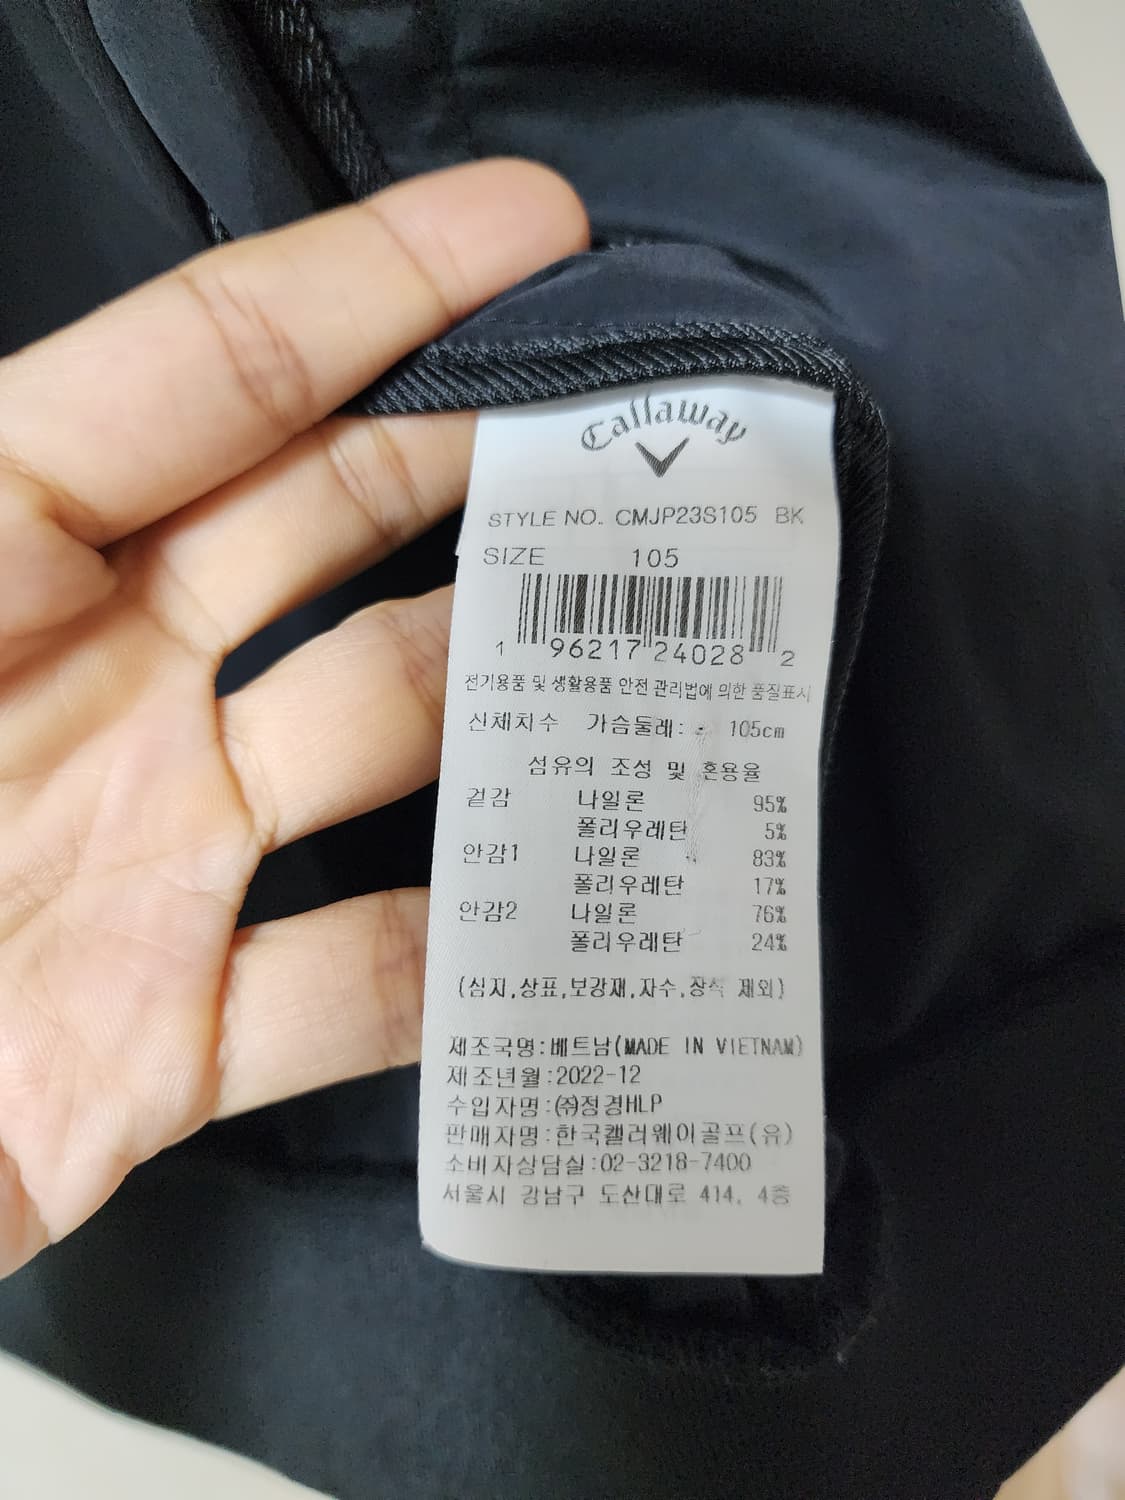 Callaway
STYLE NO. CMJP23S105 BK
SIZE 105
1 96217 24028 2
전기용품 및 생활용품 안전 관리법에 의한 품질표시
신체치수 가슴둘레: 105cm
섬유의 조성 및 혼용율
겉감 나일론 95%
폴리우레탄 5%
안감1 나일론 83%
폴리우레탄 17%
안감2 나일론 76%
폴리우레탄 24%
(심지,상표,보강재,자수,장식 제외)
제조국명:베트남(MADE IN VIETNAM)
제조년월:2022-12
수입자명:㈜정경HLP
판매자명:한국캘러웨이골프(유)
소비자상담실:02-3218-7400
서울시 강남구 도산대로 414, 4층